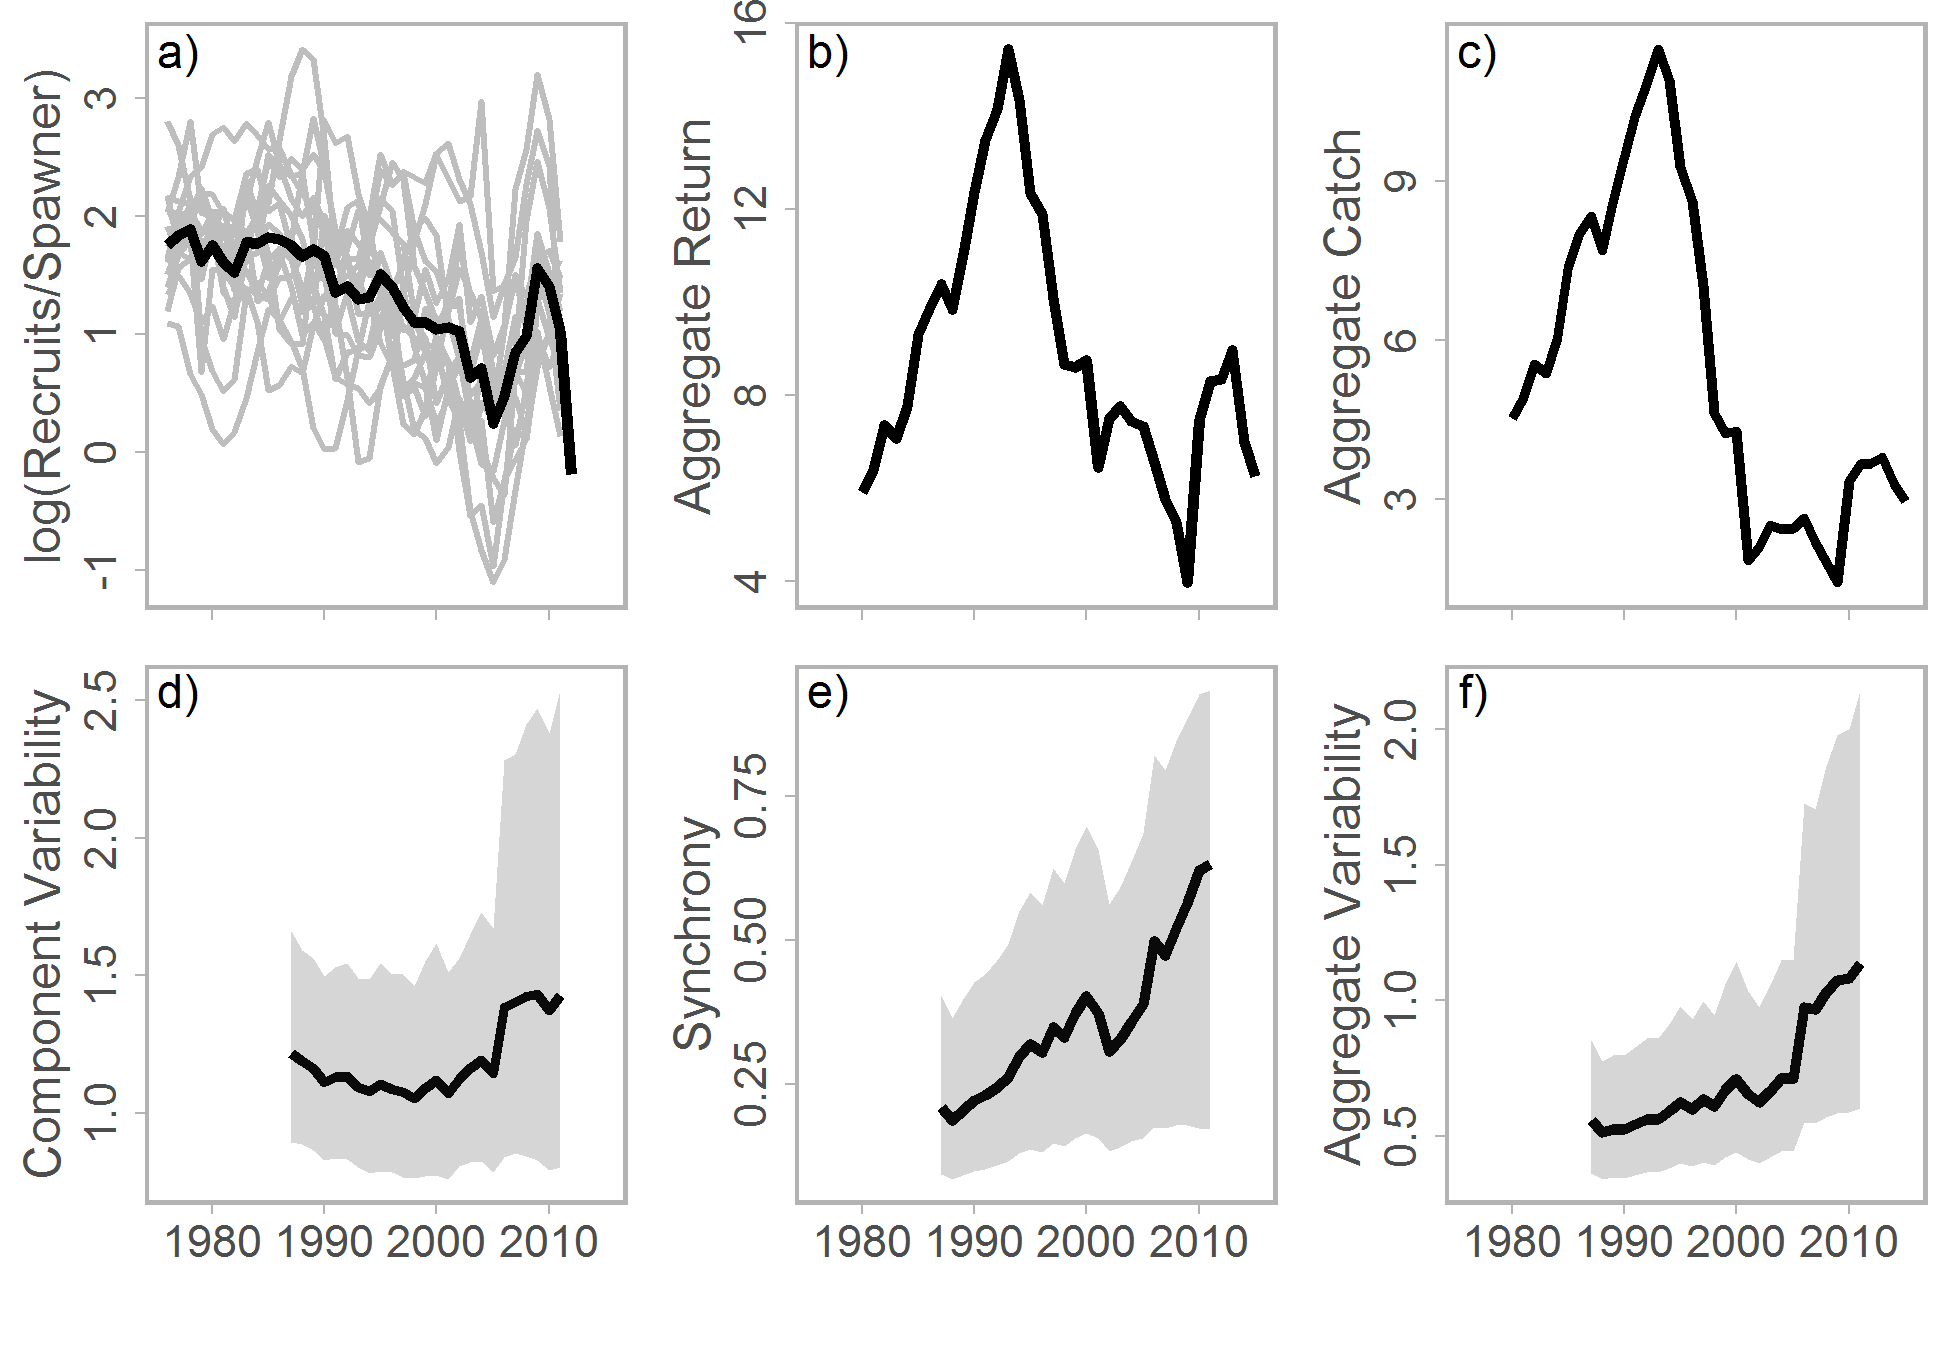 a)
log(Recruits/Spawner)
3
2
1
0
-1
b)
Aggregate Return
16
12
8
4
c)
Aggregate Catch
9
6
3
d)
Component Variability
2.5
2.0
1.5
1.0
1980 1990 2000 2010
e)
Synchrony
0.75
0.50
0.25
1980 1990 2000 2010
f)
Aggregate Variability
2.0
1.5
1.0
0.5
1980 1990 2000 2010